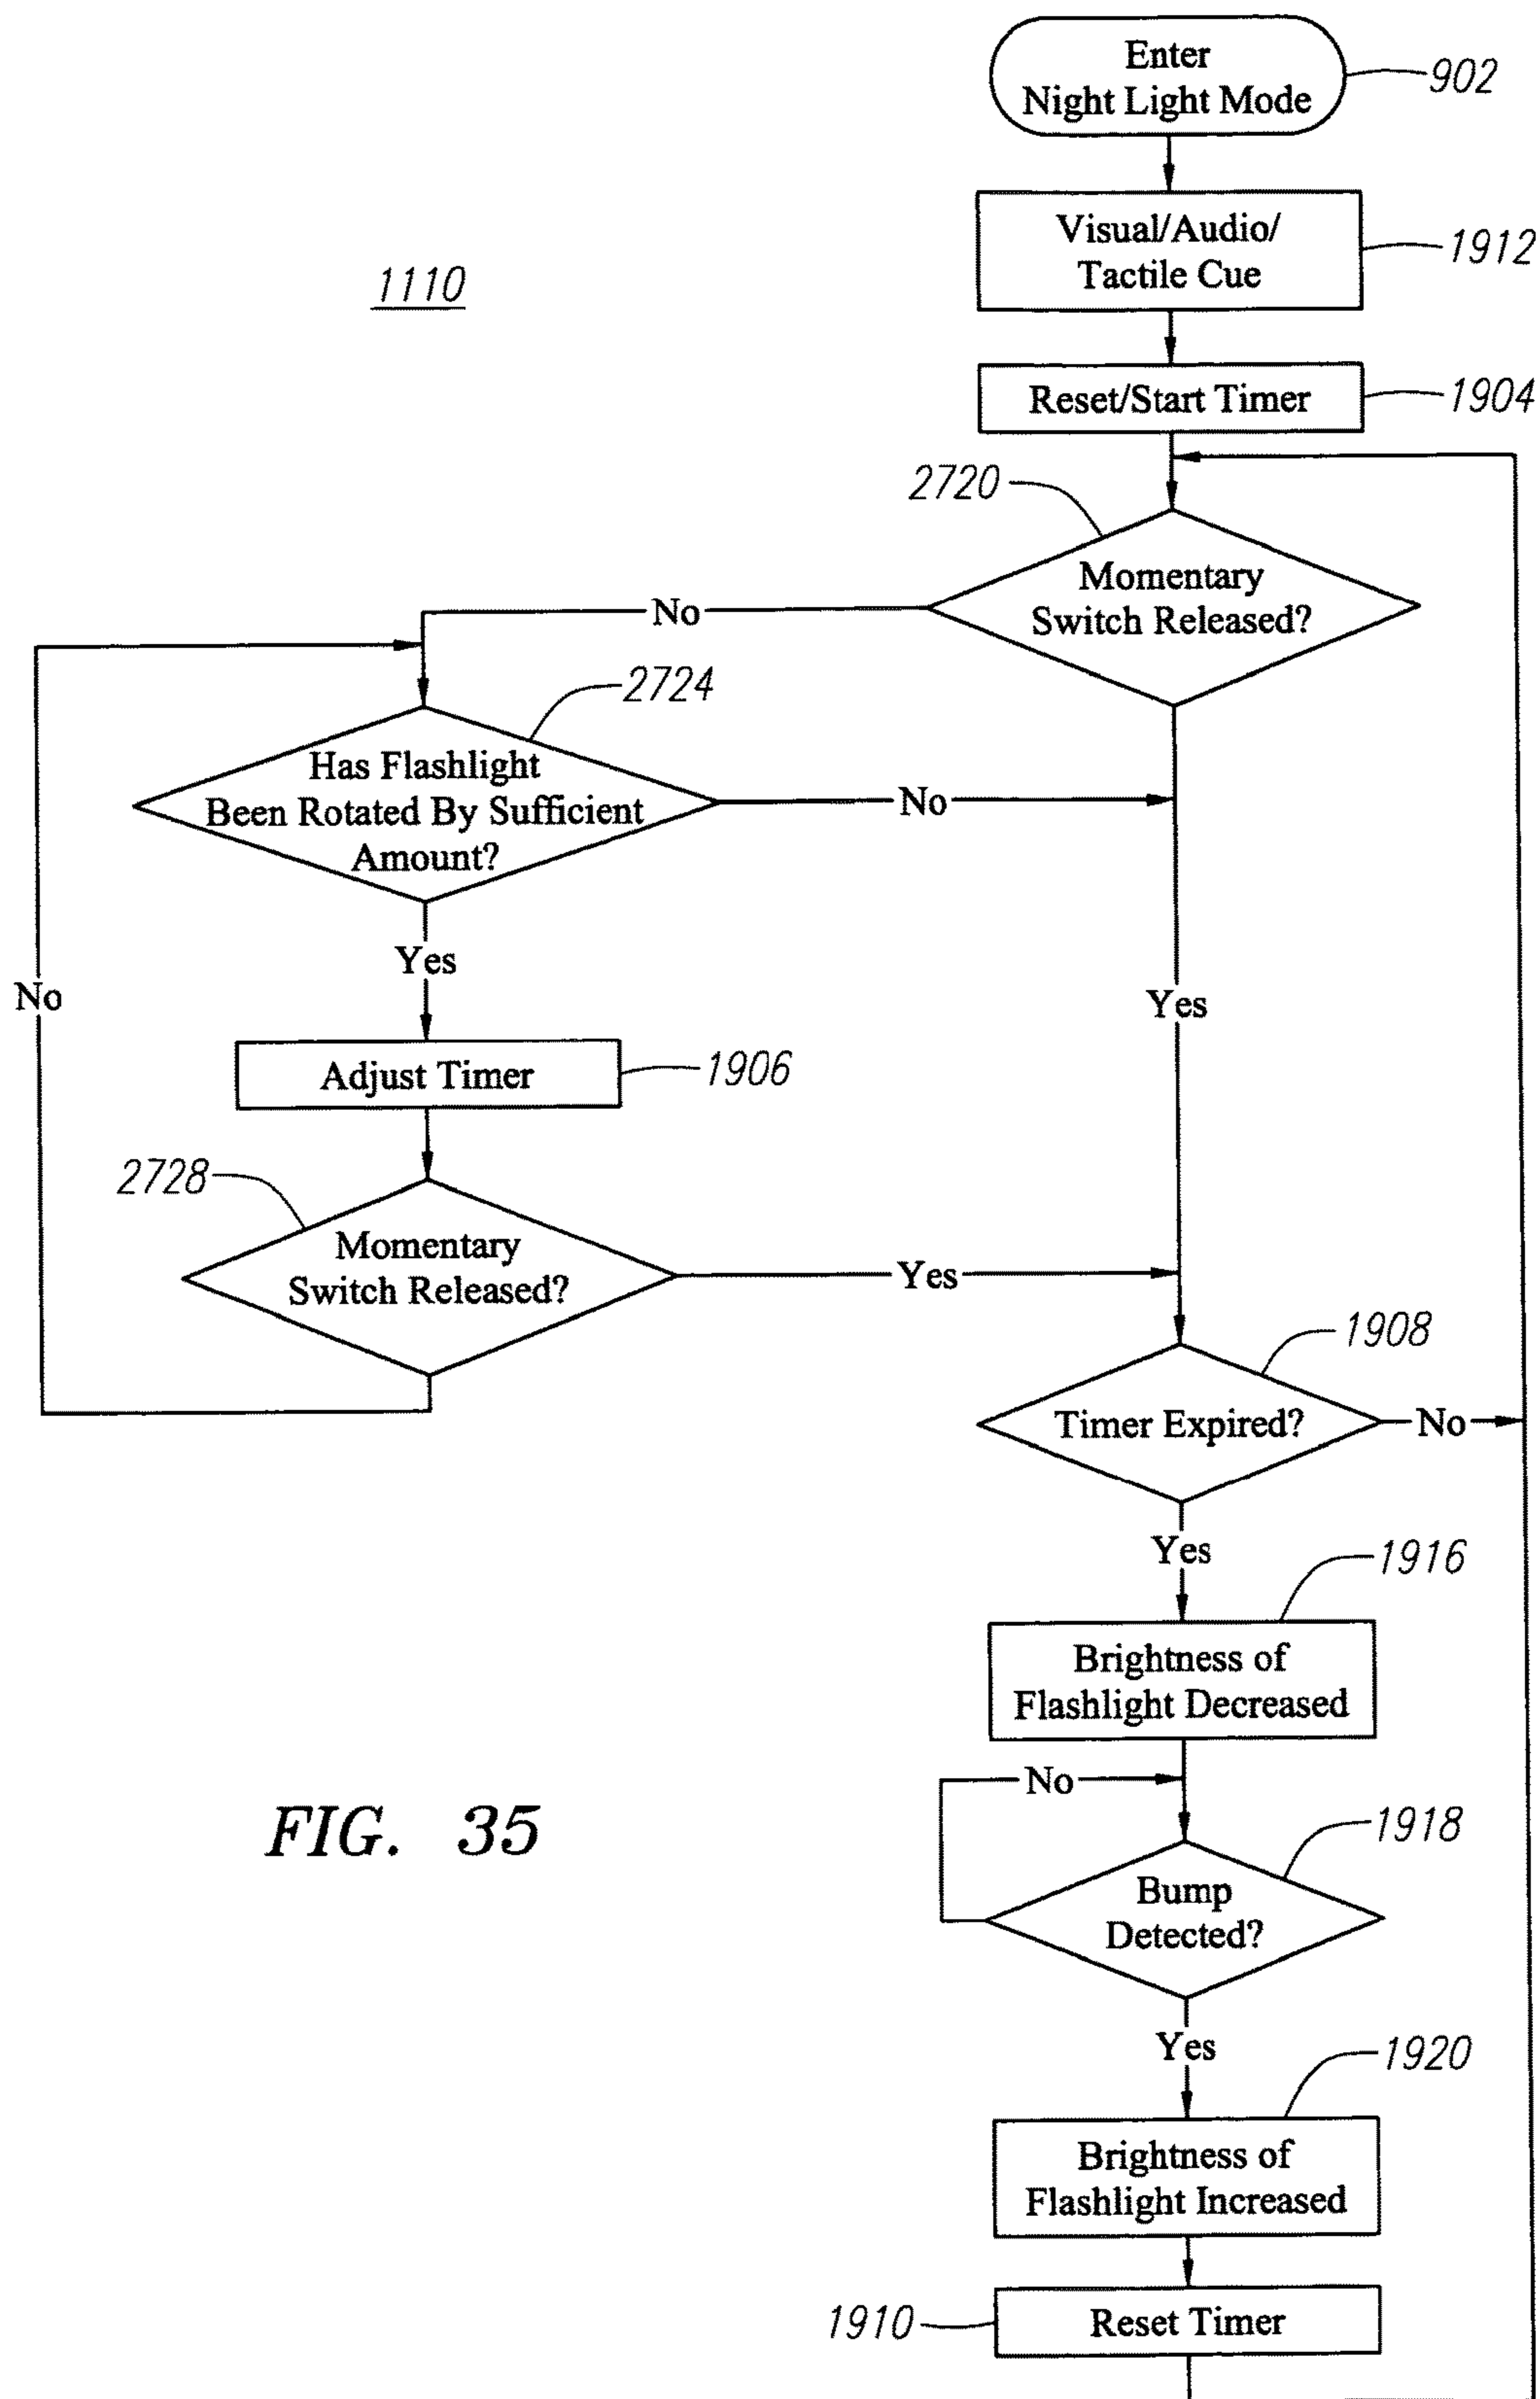 Enter
Night Light Mode
902
Visual/Audio/
Tactile Cue
1912
1110
Reset/Start Timer
1904
2720
Momentary
Switch Released?
No
2724
Has Flashlight
Been Rotated By Sufficient
Amount?
No
Yes
No
Yes
Adjust Timer
1906
2728
Momentary
Switch Released?
Yes
1908
Timer Expired?
No
Yes
1916
Brightness of
Flashlight Decreased
No
FIG. 35
1918
Bump
Detected?
Yes
1920
Brightness of
Flashlight Increased
1910
Reset Timer